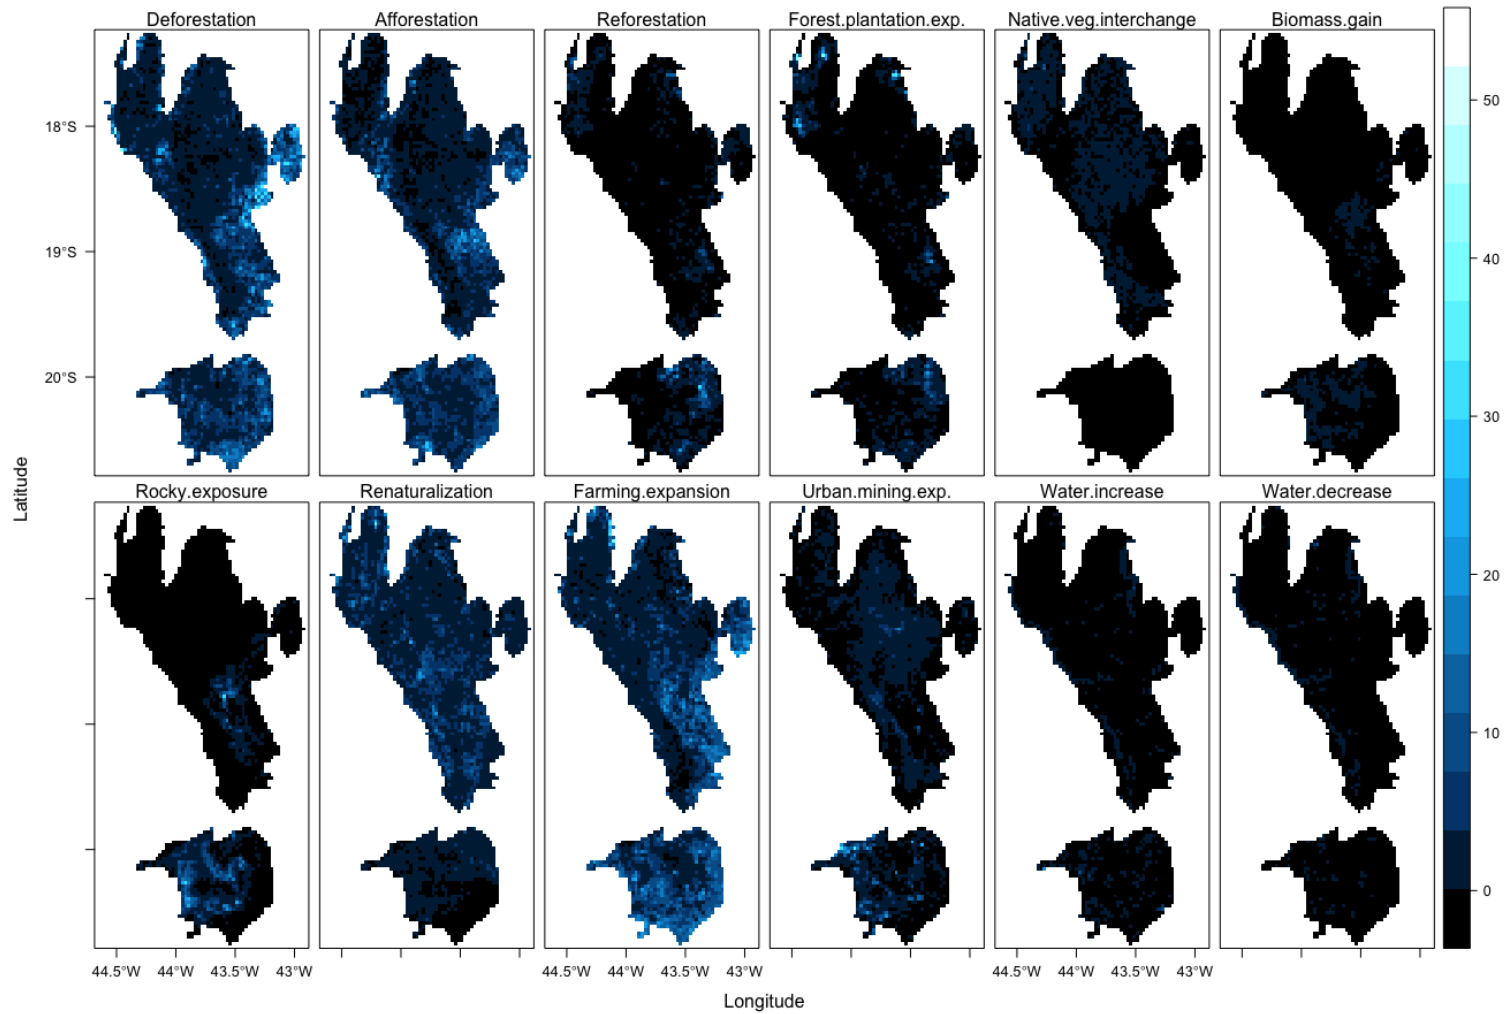 Deforestation
Afforestation
Reforestation
Forest.plantation.exp.
Native.veg.interchange
Biomass.gain
18°S
19°S
20°S
50
40
30
20
10
0
Latitude
Rocky.exposure
Renaturalization
Farming.expansion
Urban.mining.exp.
Water.increase
Water.decrease
44.5°W 44°W 43.5°W 43°W
44.5°W 44°W 43.5°W 43°W
44.5°W 44°W 43.5°W 43°W
Longitude